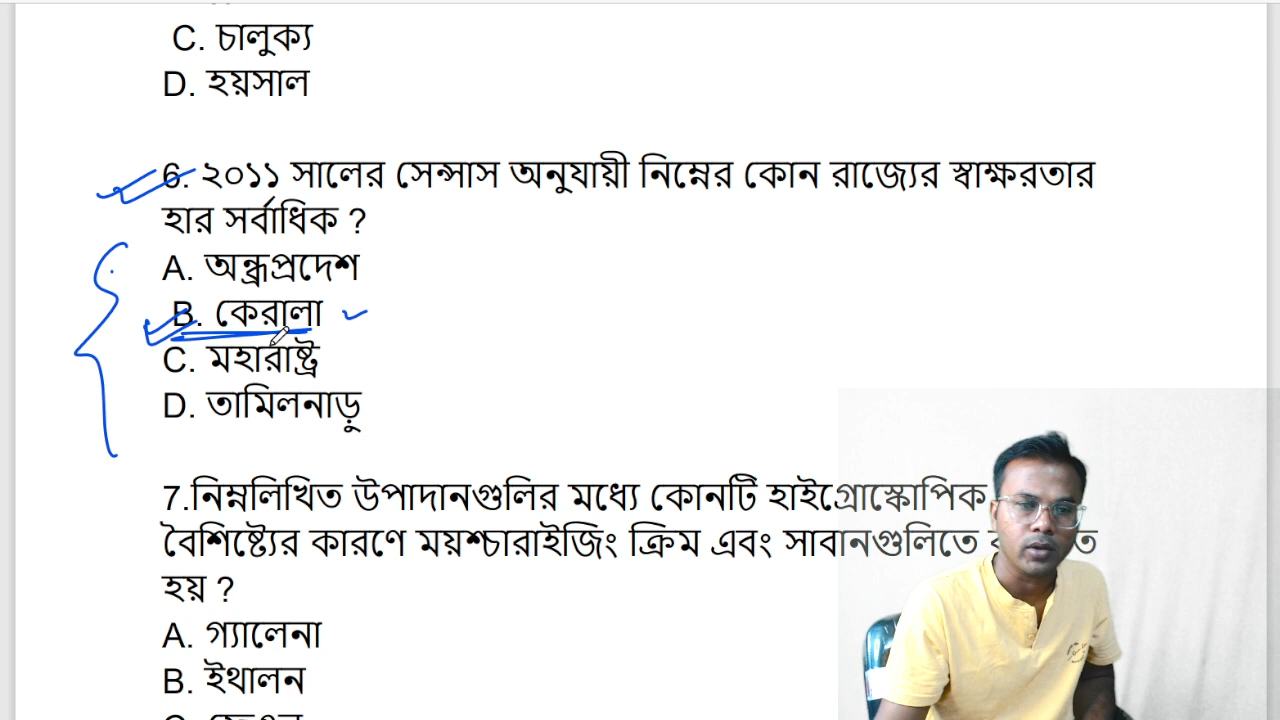 C. চালুক্য
D. হয়সাল
6. ২০১১ সালের সেন্সাস অনুযায়ী নিম্নের কোন রাজ্যের স্বাক্ষরতার
হার সর্বাধিক ?
A. অন্ধ্রপ্রদেশ
B. কেরালা
C. মহারাষ্ট্র
D. তামিলনাড়ু
7.নিম্নলিখিত উপাদানগুলির মধ্যে কোনটি হাইগ্রোস্কোপিক
বৈশিষ্ট্যের কারণে ময়শ্চারাইজিং ক্রিম এবং সাবানগুলিতে
হয় ?
A. গ্যালেনা
B. ইথালন